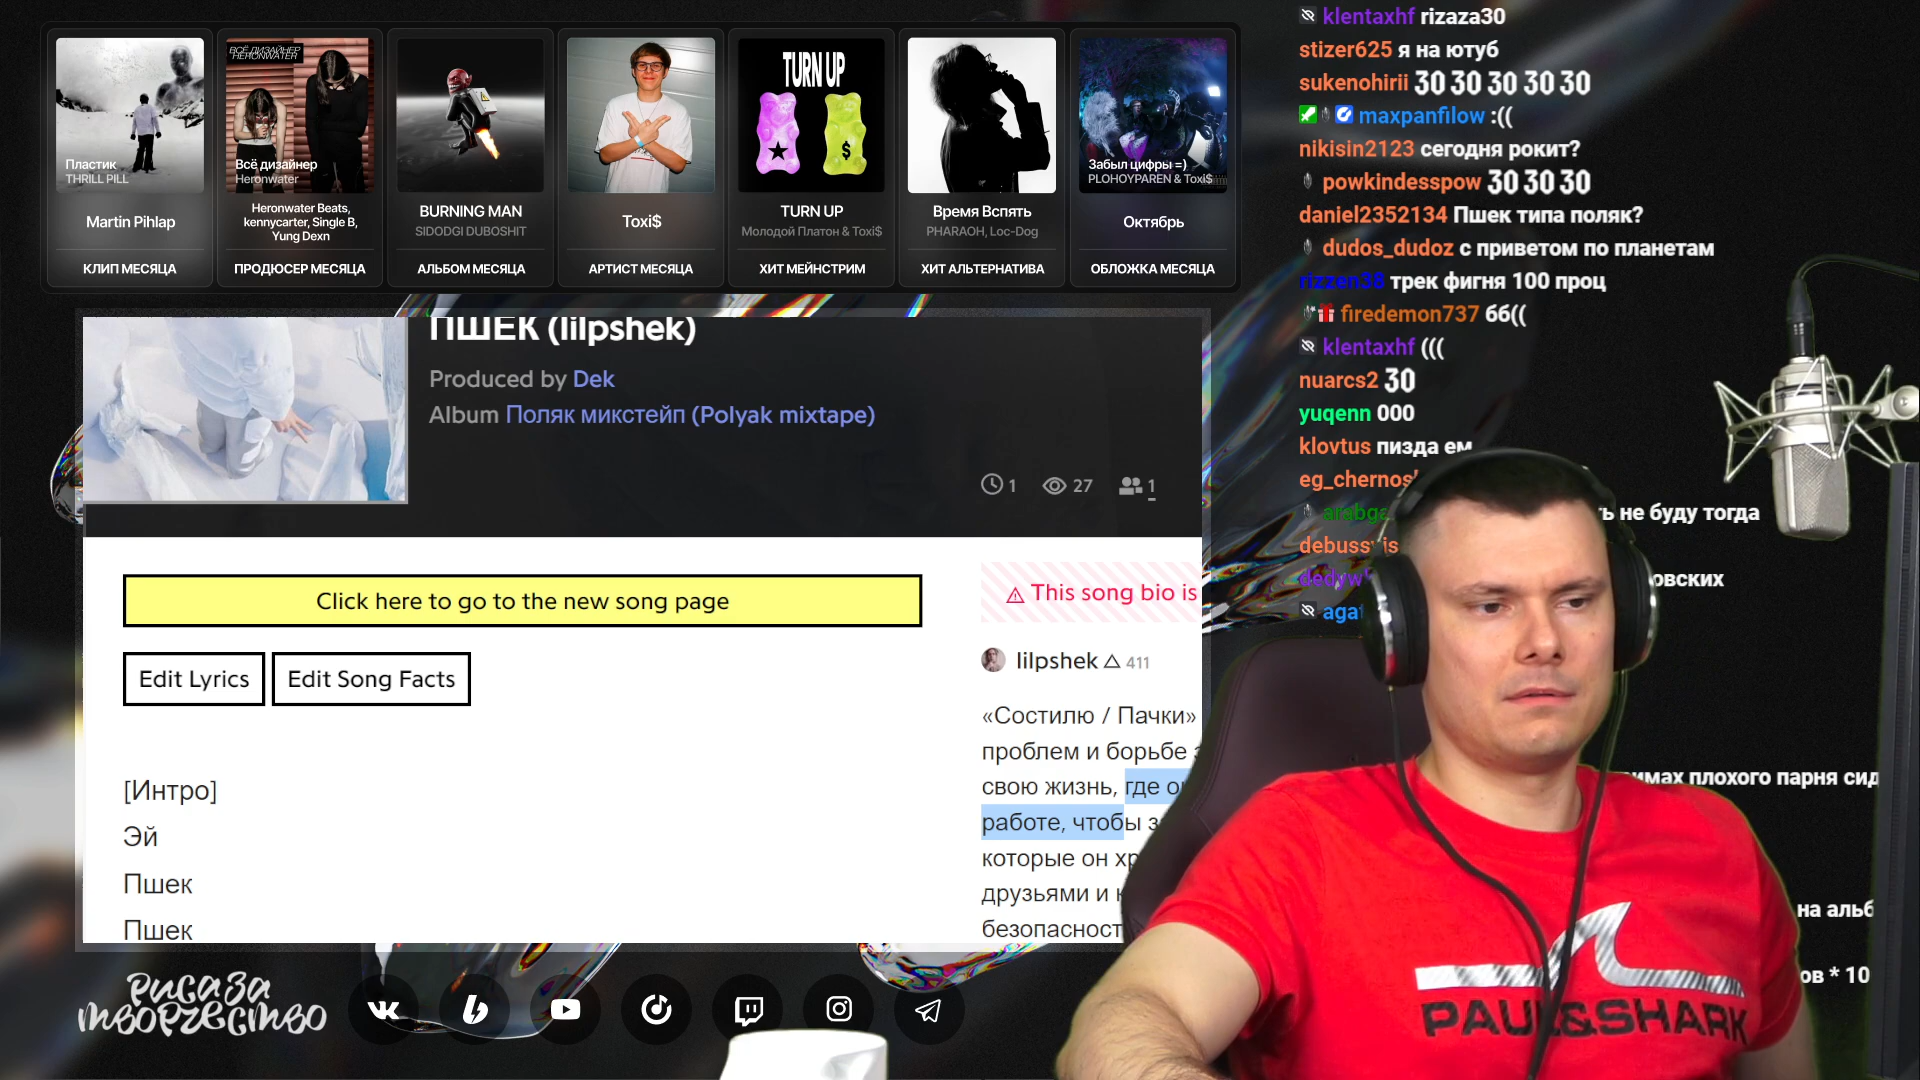 Пластик
THRILL PILL
Martin Pihlap
КЛИП МЕСЯЦА
ВСЁ ДИЗАЙНЕР
HERONWATER
Всё дизайнер
Heronwater
Heronwater Beats,
kennycarter, Single B,
Yung Dexn
ПРОДЮСЕР МЕСЯЦА
BURNING MAN
SIDODGI DUBOSHIT
АЛЬБОМ МЕСЯЦА
Toxi$
АРТИСТ МЕСЯЦА
TURN UP
$
TURN UP
Молодой Платон & Toxi$
ХИТ МЕЙНСТРИМ
Время Вспять
PHARAOH, Loc-Dog
ХИТ АЛЬТЕРНАТИВА
Забыл цифры =)
PLOHOYPAREN & Toxi$
Октябрь
ОБЛОЖКА МЕСЯЦА
ПШЕК (lilpshek)
Produced by Dek
Album Поляк микстейп (Polyak mixtape)
1 27 1
Click here to go to the new song page
Edit Lyrics Edit Song Facts
[Интро]
Эй
Пшек
Пшек
This song bio is
lilpshek 411
«Состилю / Пачки»
проблем и борьбе
свою жизнь, где
работе, чтобы
которые он
друзьями и
klentaxhf rizaza30
stizer625 я на ютуб
sukenohirii 30 30 30 30 30
maxpanfilow :((
nikisin2123 сегодня рокит?
powkindesspow 30 30 30
daniel2352134 Пшек типа поляк?
dudos_dudoz с приветом по планетам
rizzen38 трек фигня 100 проц
firedemon737 66((
klentaxhf (((
nuarcs2 30
yuqenn 000
klovtus пизда ем
не буду тогда
плохого парня
на
* 10
PAUL&SHARK
рисаза
творчество